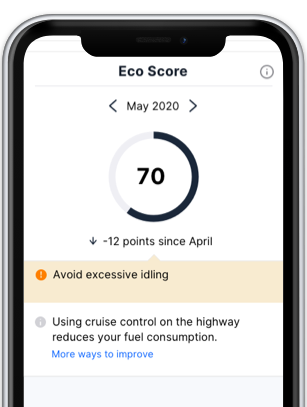 Eco Score
May 2020
70
-12 points since April
Avoid excessive idling
Using cruise control on the highway
reduces your fuel consumption.
More ways to improve